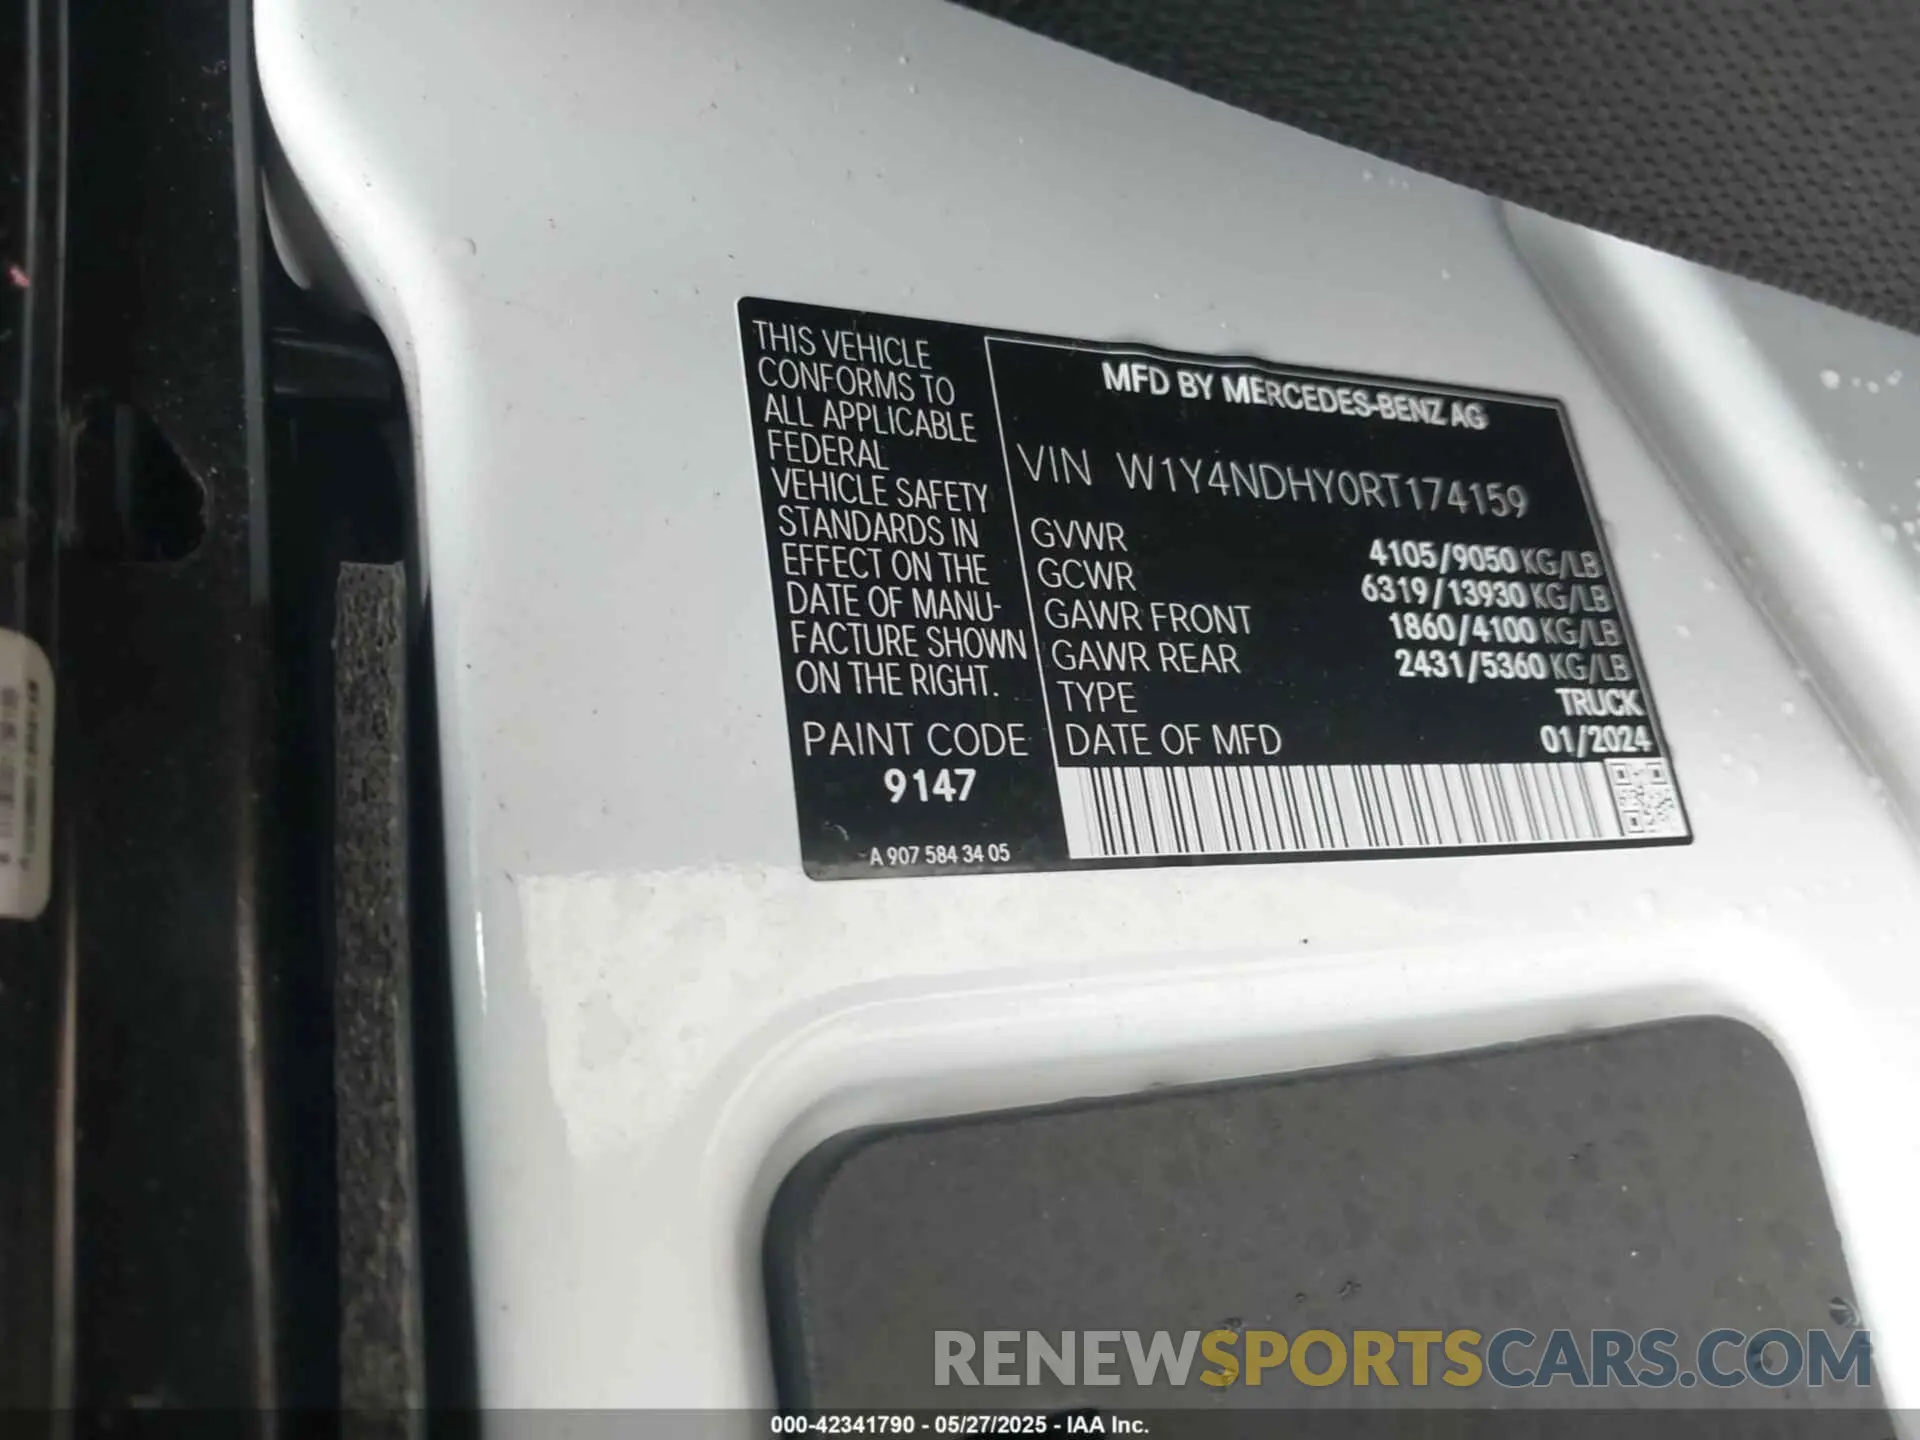 THIS VEHICLE
CONFORMS TO
ALL APPLICABLE
FEDERAL
VEHICLE SAFETY
STANDARDS IN
EFFECT ON THE
DATE OF MANU-
FACTURE SHOWN
ON THE RIGHT.
PAINT CODE
9147
A 907 584 34 05
MFD BY MERCEDES-BENZ AG
VIN W1Y4NDHY0RT174159
GVWR 4105/9050 KG/LB
GCWR 6319/13930 KG/LB
GAWR FRONT 1860/4100 KG/LB
GAWR REAR 2431/5360 KG/LB
TYPE TRUCK
DATE OF MFD 01/2024
RENEWSPORTSCARS.COM
000-42341790 - 05/27/2025 - IAA Inc.